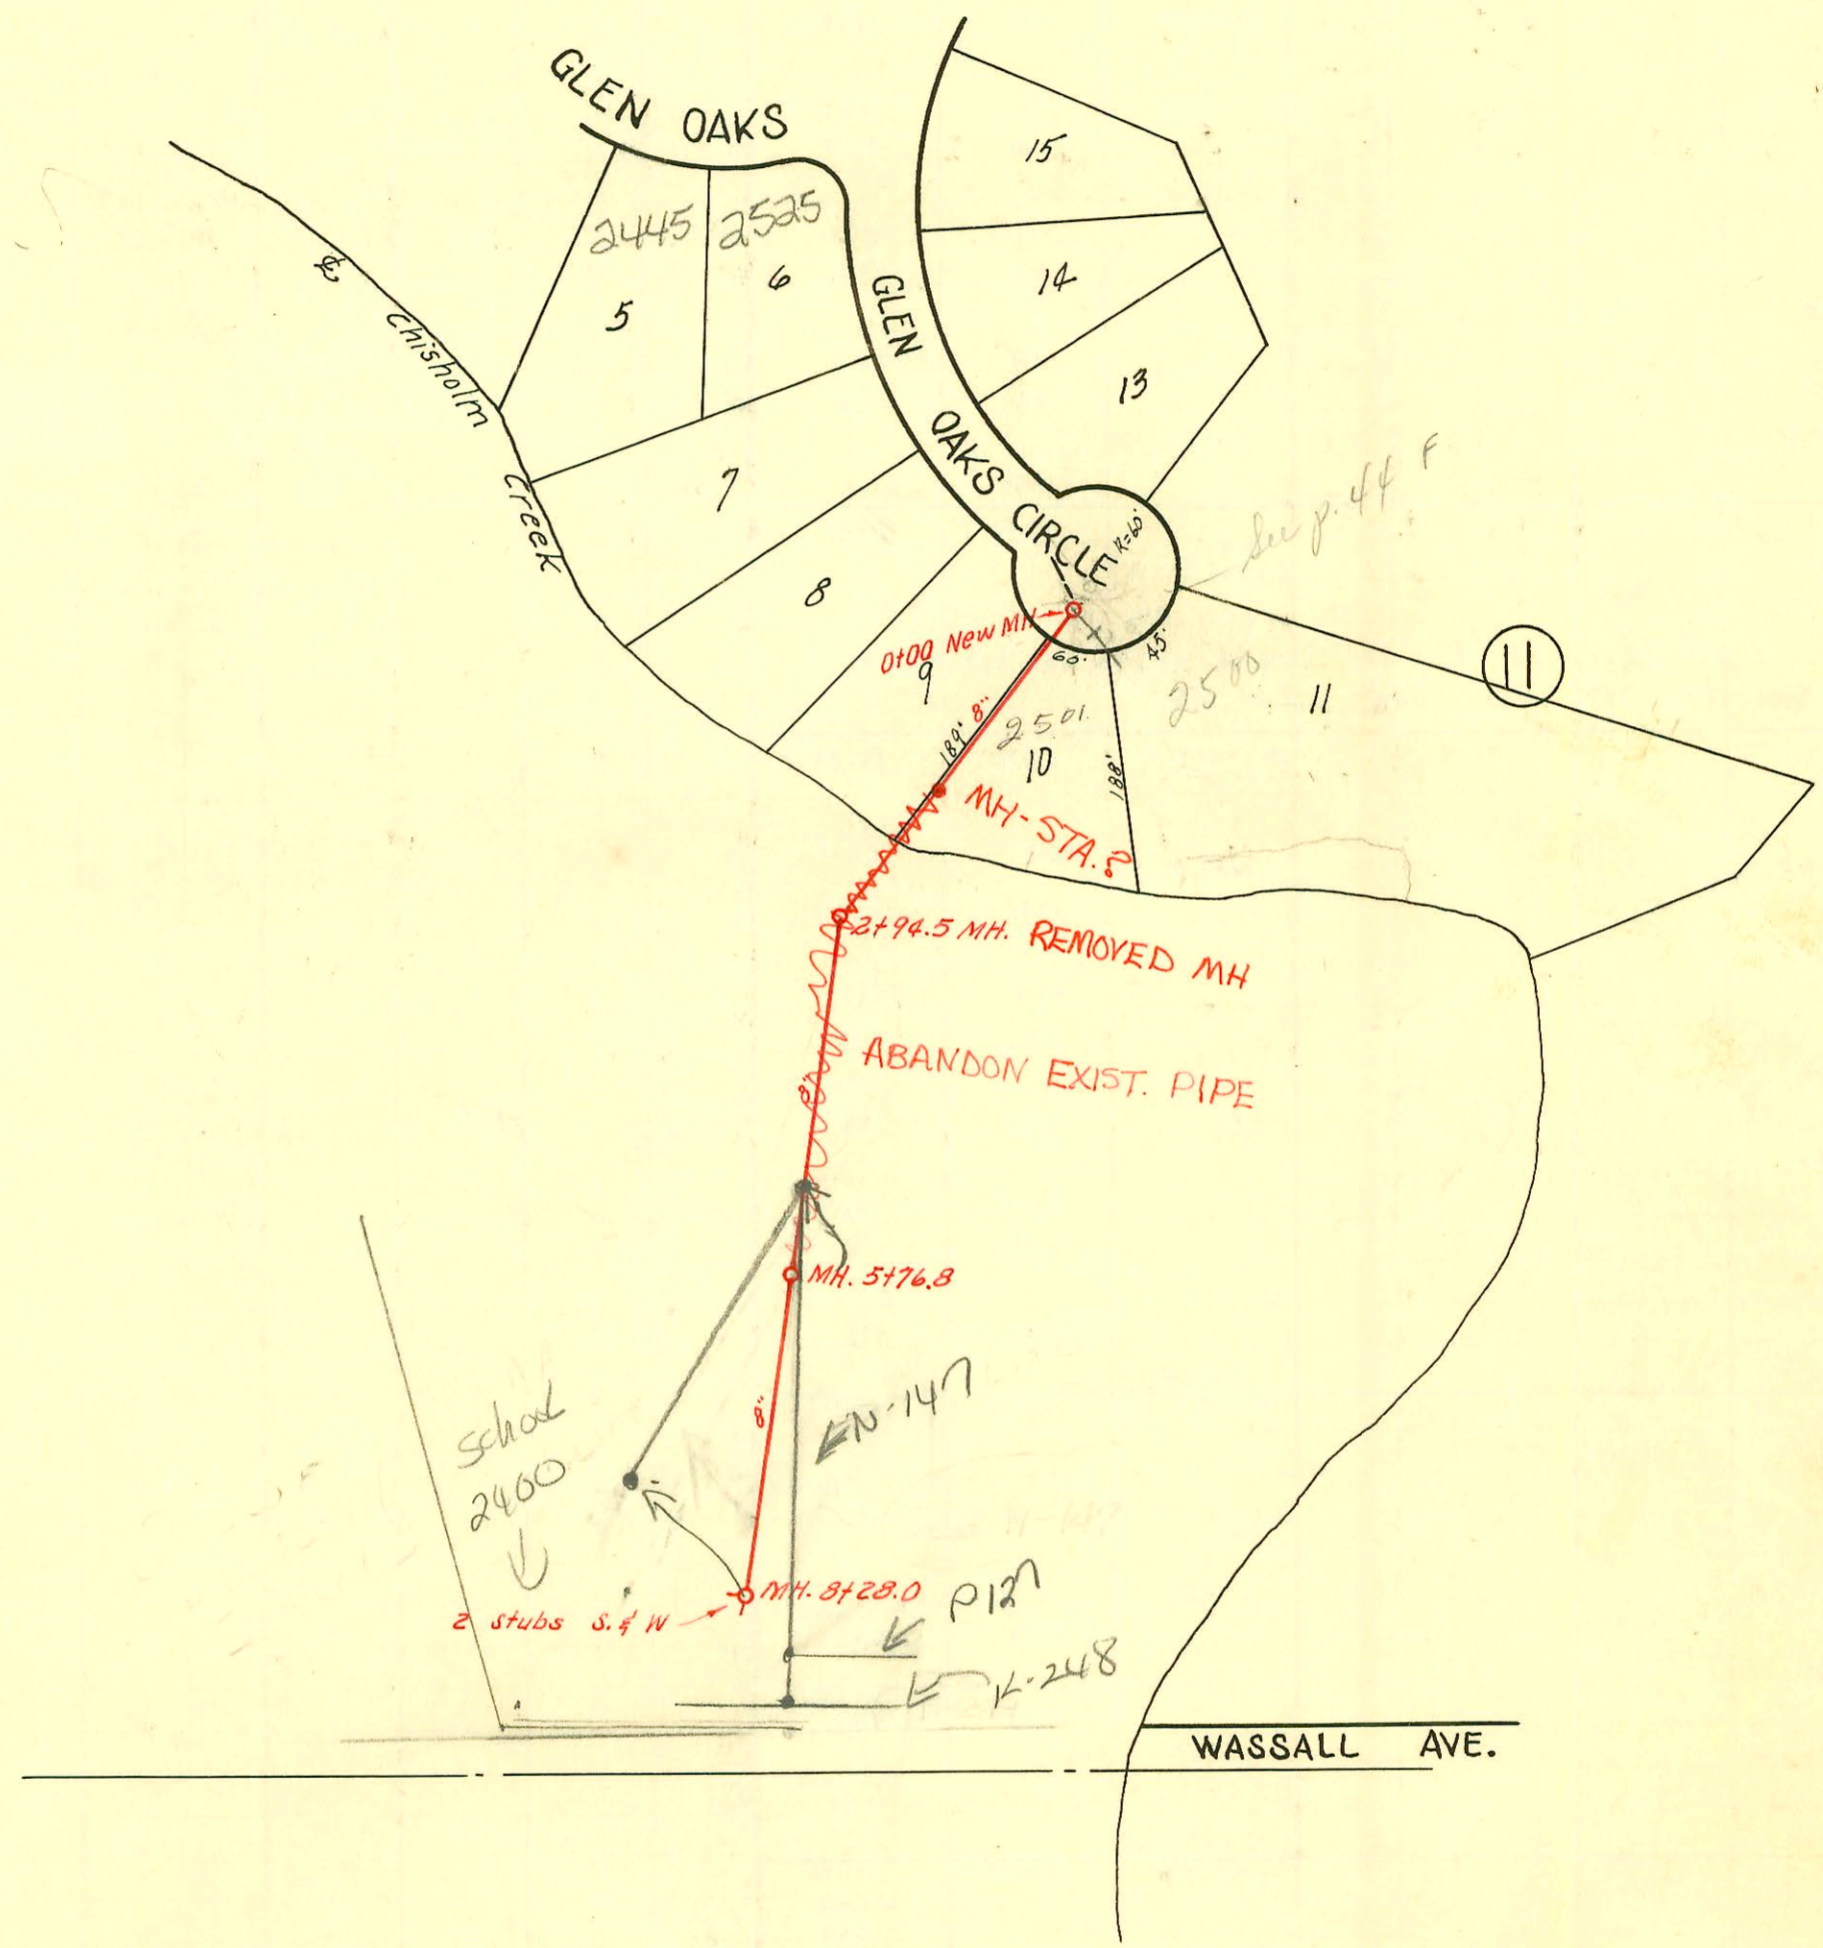 GLEN OAKS
15
2445
2525
14
6
5
℄
Chisholm
Creek
GLEN OAKS CIRCLE
13
7
R=60'
See p. 44 F
8
0+00 New MH
60'
45'
9
11
2500
11
189'
8"
2501
10
188'
MH-STA.?
2+94.5 MH. REMOVED MH
ABANDON EXIST. PIPE
8"
MH. 5+76.8
EN-147
8"
School
2400
MH. 8+28.0
P127
2 stubs S. & W
K-248
WASSALL AVE.